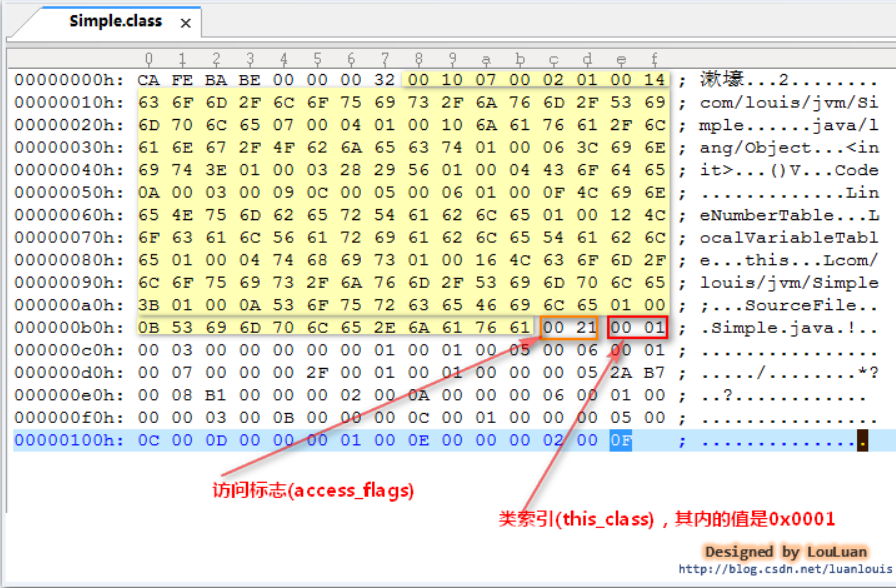 Simple.class ×
0 1 2 3 4 5 6 7 8 9 a b c d e f
00000000h: CA FE BA BE 00 00 00 32 00 10 07 00 02 01 00 14 ; 漱壕...2........
00000010h: 63 6F 6D 2F 6C 6F 75 69 73 2F 6A 76 6D 2F 53 69 ; com/louis/jvm/Si
00000020h: 6D 70 6C 65 07 00 04 01 00 10 6A 61 76 61 2F 6C ; mple......java/l
00000030h: 61 6E 67 2F 4F 62 6A 65 63 74 01 00 06 3C 69 6E ; ang/Object...<in
00000040h: 69 74 3E 01 00 03 28 29 56 01 00 04 43 6F 64 65 ; it>...()V...Code
00000050h: 0A 00 03 00 09 0C 00 05 00 06 01 00 0F 4C 69 6E ; .............Lin
00000060h: 65 4E 75 6D 62 65 72 54 61 62 6C 65 01 00 12 4C ; eNumberTable...L
00000070h: 6F 63 61 6C 56 61 72 69 61 62 6C 65 54 61 62 6C ; ocalVariableTabl
00000080h: 65 01 00 04 74 68 69 73 01 00 16 4C 63 6F 6D 2F ; e...this...Lcom/
00000090h: 6C 6F 75 69 73 2F 6A 76 6D 2F 53 69 6D 70 6C 65 ; louis/jvm/Simple
000000a0h: 3B 01 00 0A 53 6F 75 72 63 65 46 69 6C 65 01 00 ; ;...SourceFile..
000000b0h: 0B 53 69 6D 70 6C 65 2E 6A 61 76 61 00 21 00 01 ; .Simple.java.!..
000000c0h: 00 03 00 00 00 00 00 01 00 01 00 05 00 06 00 01 ; ................
000000d0h: 00 07 00 00 00 2F 00 01 00 01 00 00 00 05 2A B7 ; ...../........*?
000000e0h: 00 08 B1 00 00 00 02 00 0A 00 00 00 06 00 01 00 ; ..?.............
000000f0h: 00 00 03 00 0B 00 00 00 0C 00 01 00 00 00 05 00 ; ................
00000100h: 0C 00 0D 00 00 00 01 00 0E 00 00 00 02 00 0F ; ...............
访问标志(access_flags)
类索引(this_class)，其内的值是0x0001
Designed by LouLuan
http://blog.csdn.net/luanlouis